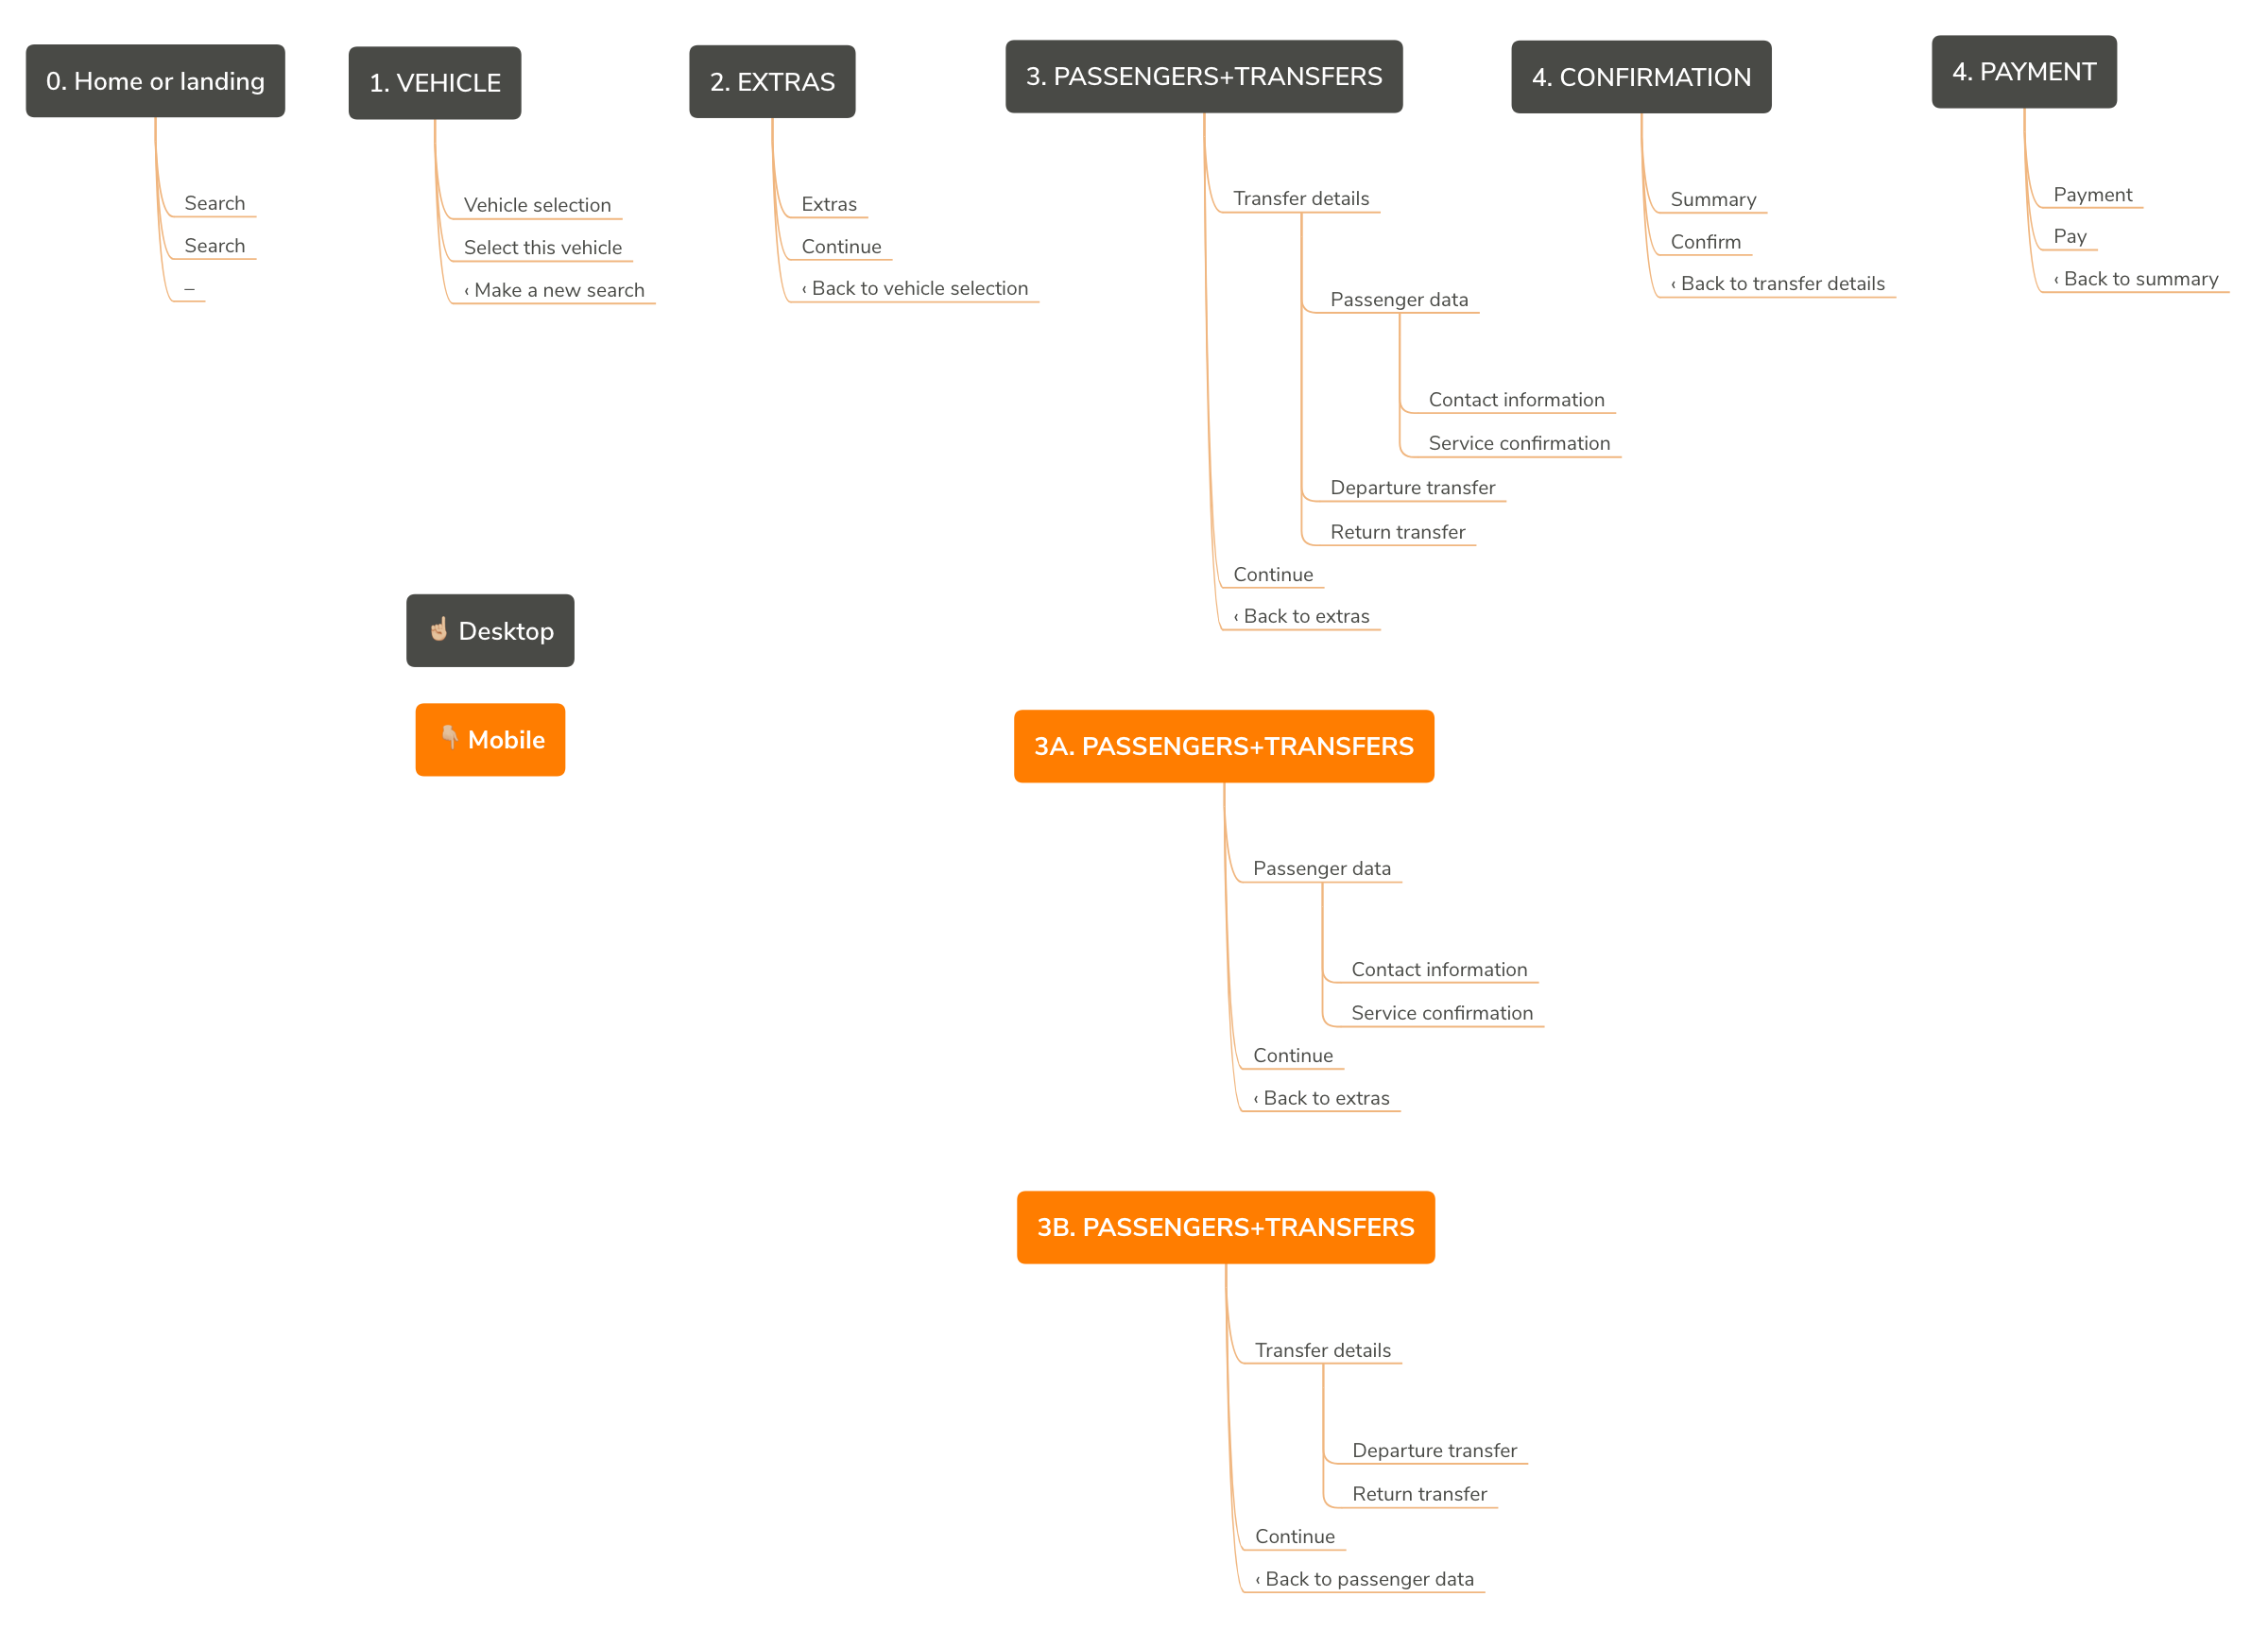 0. Home or landing
Search
Search
–
1. VEHICLE
Vehicle selection
Select this vehicle
‹ Make a new search
2. EXTRAS
Extras
Continue
‹ Back to vehicle selection
3. PASSENGERS+TRANSFERS
Transfer details
Passenger data
Contact information
Service confirmation
Departure transfer
Return transfer
Continue
‹ Back to extras
4. CONFIRMATION
Summary
Confirm
‹ Back to transfer details
4. PAYMENT
Payment
Pay
‹ Back to summary
☝🏼 Desktop
👇🏼 Mobile
3A. PASSENGERS+TRANSFERS
Passenger data
Contact information
Service confirmation
Continue
‹ Back to extras
3B. PASSENGERS+TRANSFERS
Transfer details
Departure transfer
Return transfer
Continue
‹ Back to passenger data